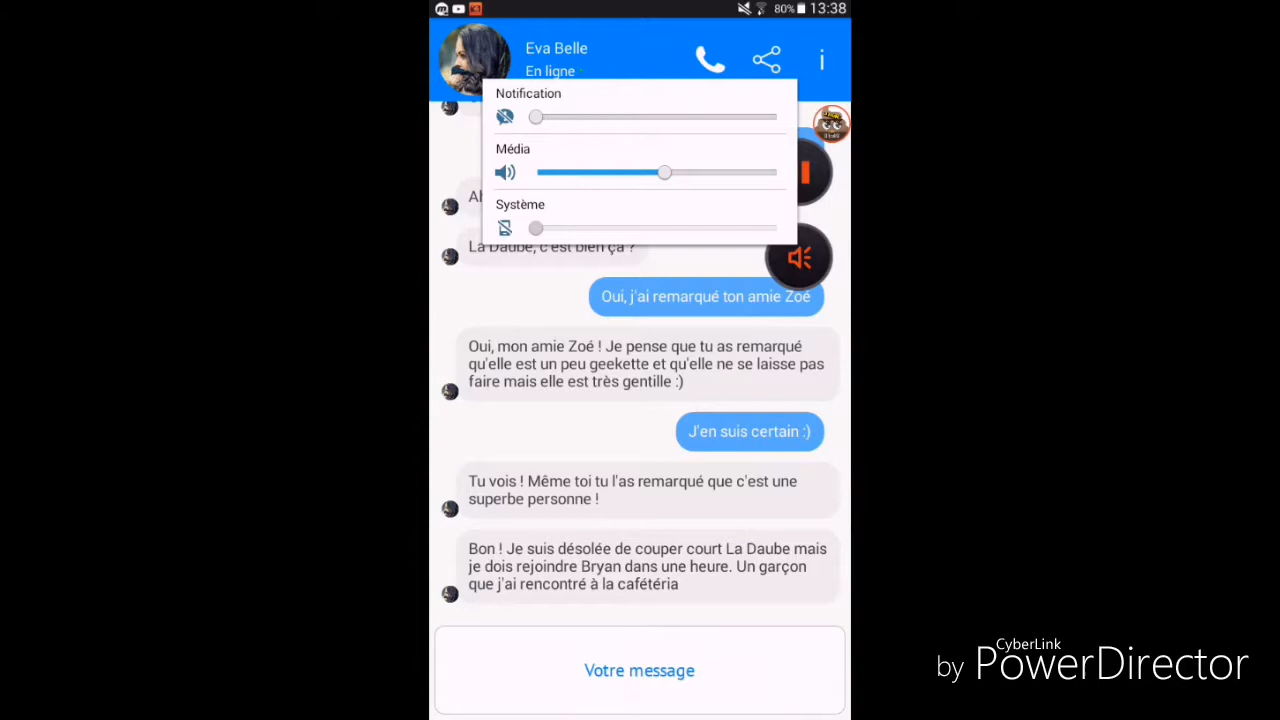 80% 13:38
Eva Belle
En ligne
Notification
Média
Système
La Daube, c'est bien ça ?
Oui, j'ai remarqué ton amie Zoé
Oui, mon amie Zoé ! Je pense que tu as remarqué
qu'elle est un peu geekette et qu'elle ne se laisse pas
faire mais elle est très gentille :)
J'en suis certain :)
Tu vois ! Même toi tu l'as remarqué que c'est une
superbe personne !
Bon ! Je suis désolée de couper court La Daube mais
je dois rejoindre Bryan dans une heure. Un garçon
que j'ai rencontré à la cafétéria
Votre message
CyberLink
by PowerDirector